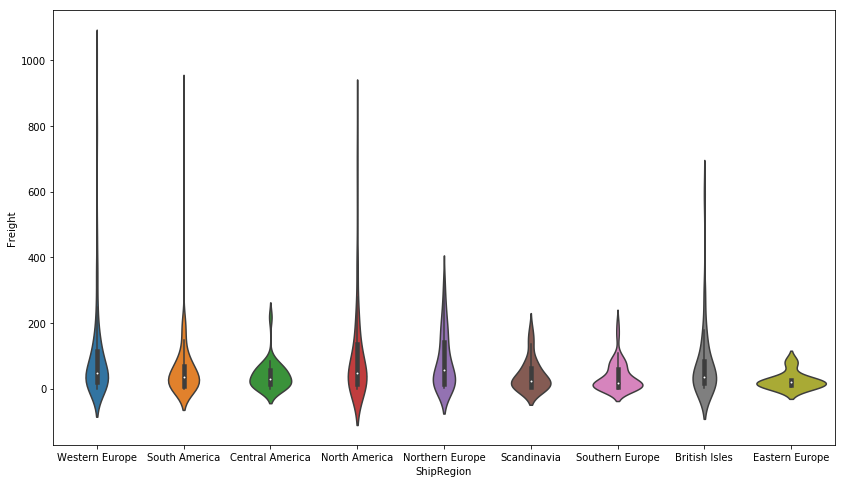 1000
800
600
400
200
0
Freight
Western Europe South America Central America North America Northern Europe Scandinavia Southern Europe British Isles Eastern Europe
ShipRegion